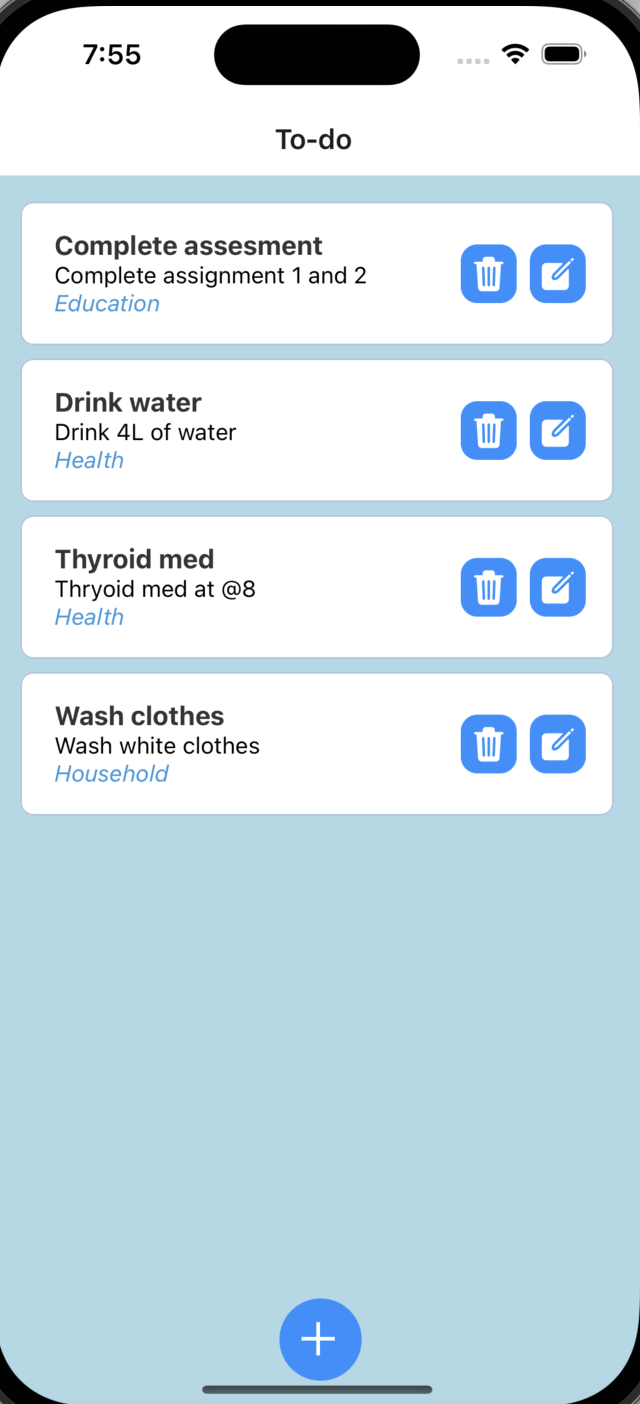 7:55
To-do
Complete assesment
Complete assignment 1 and 2
Education
Drink water
Drink 4L of water
Health
Thyroid med
Thryoid med at @8
Health
Wash clothes
Wash white clothes
Household